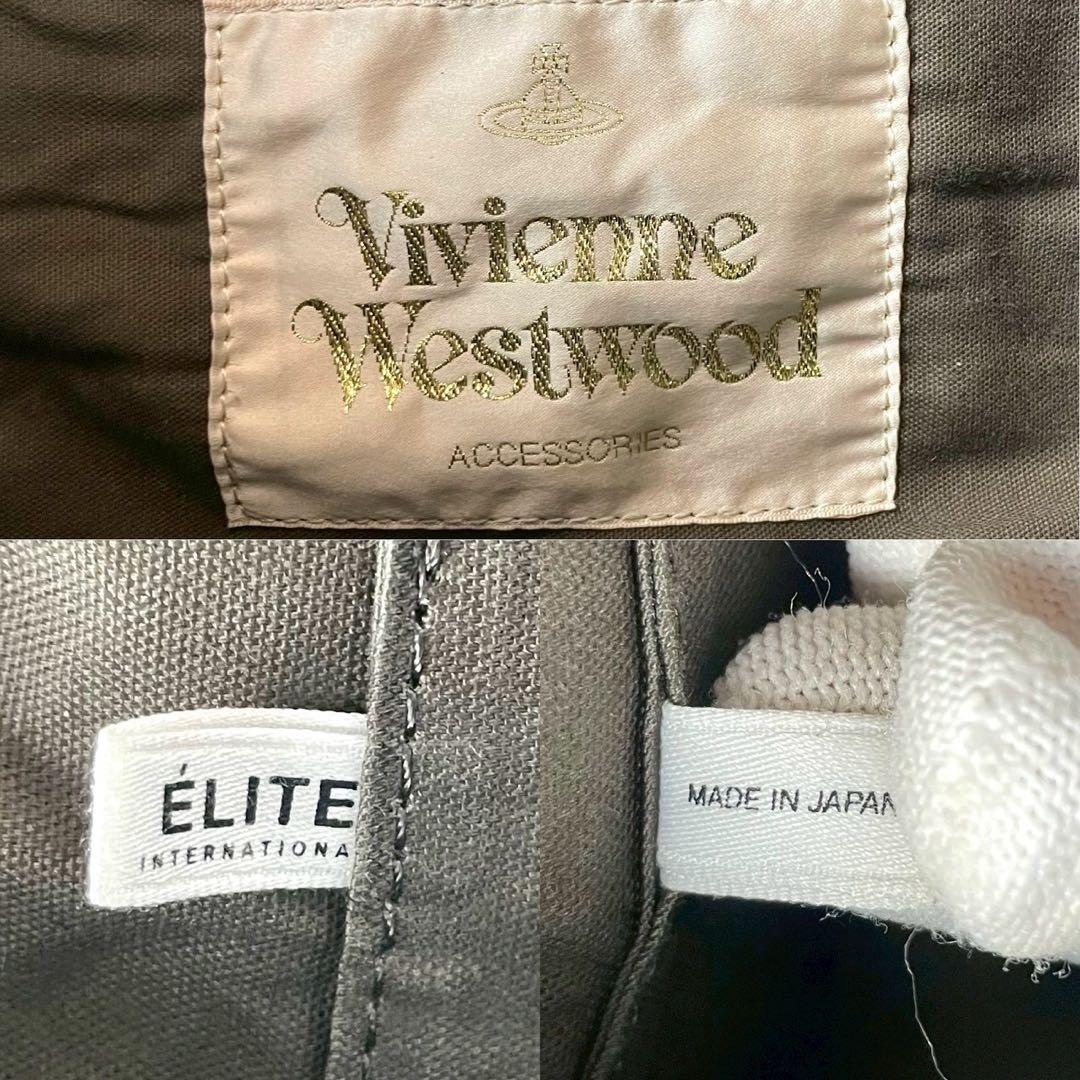 Vivienne
Westwood
ACCESSORIES
ÉLITE
INTERNATIONA
MADE IN JAPAN